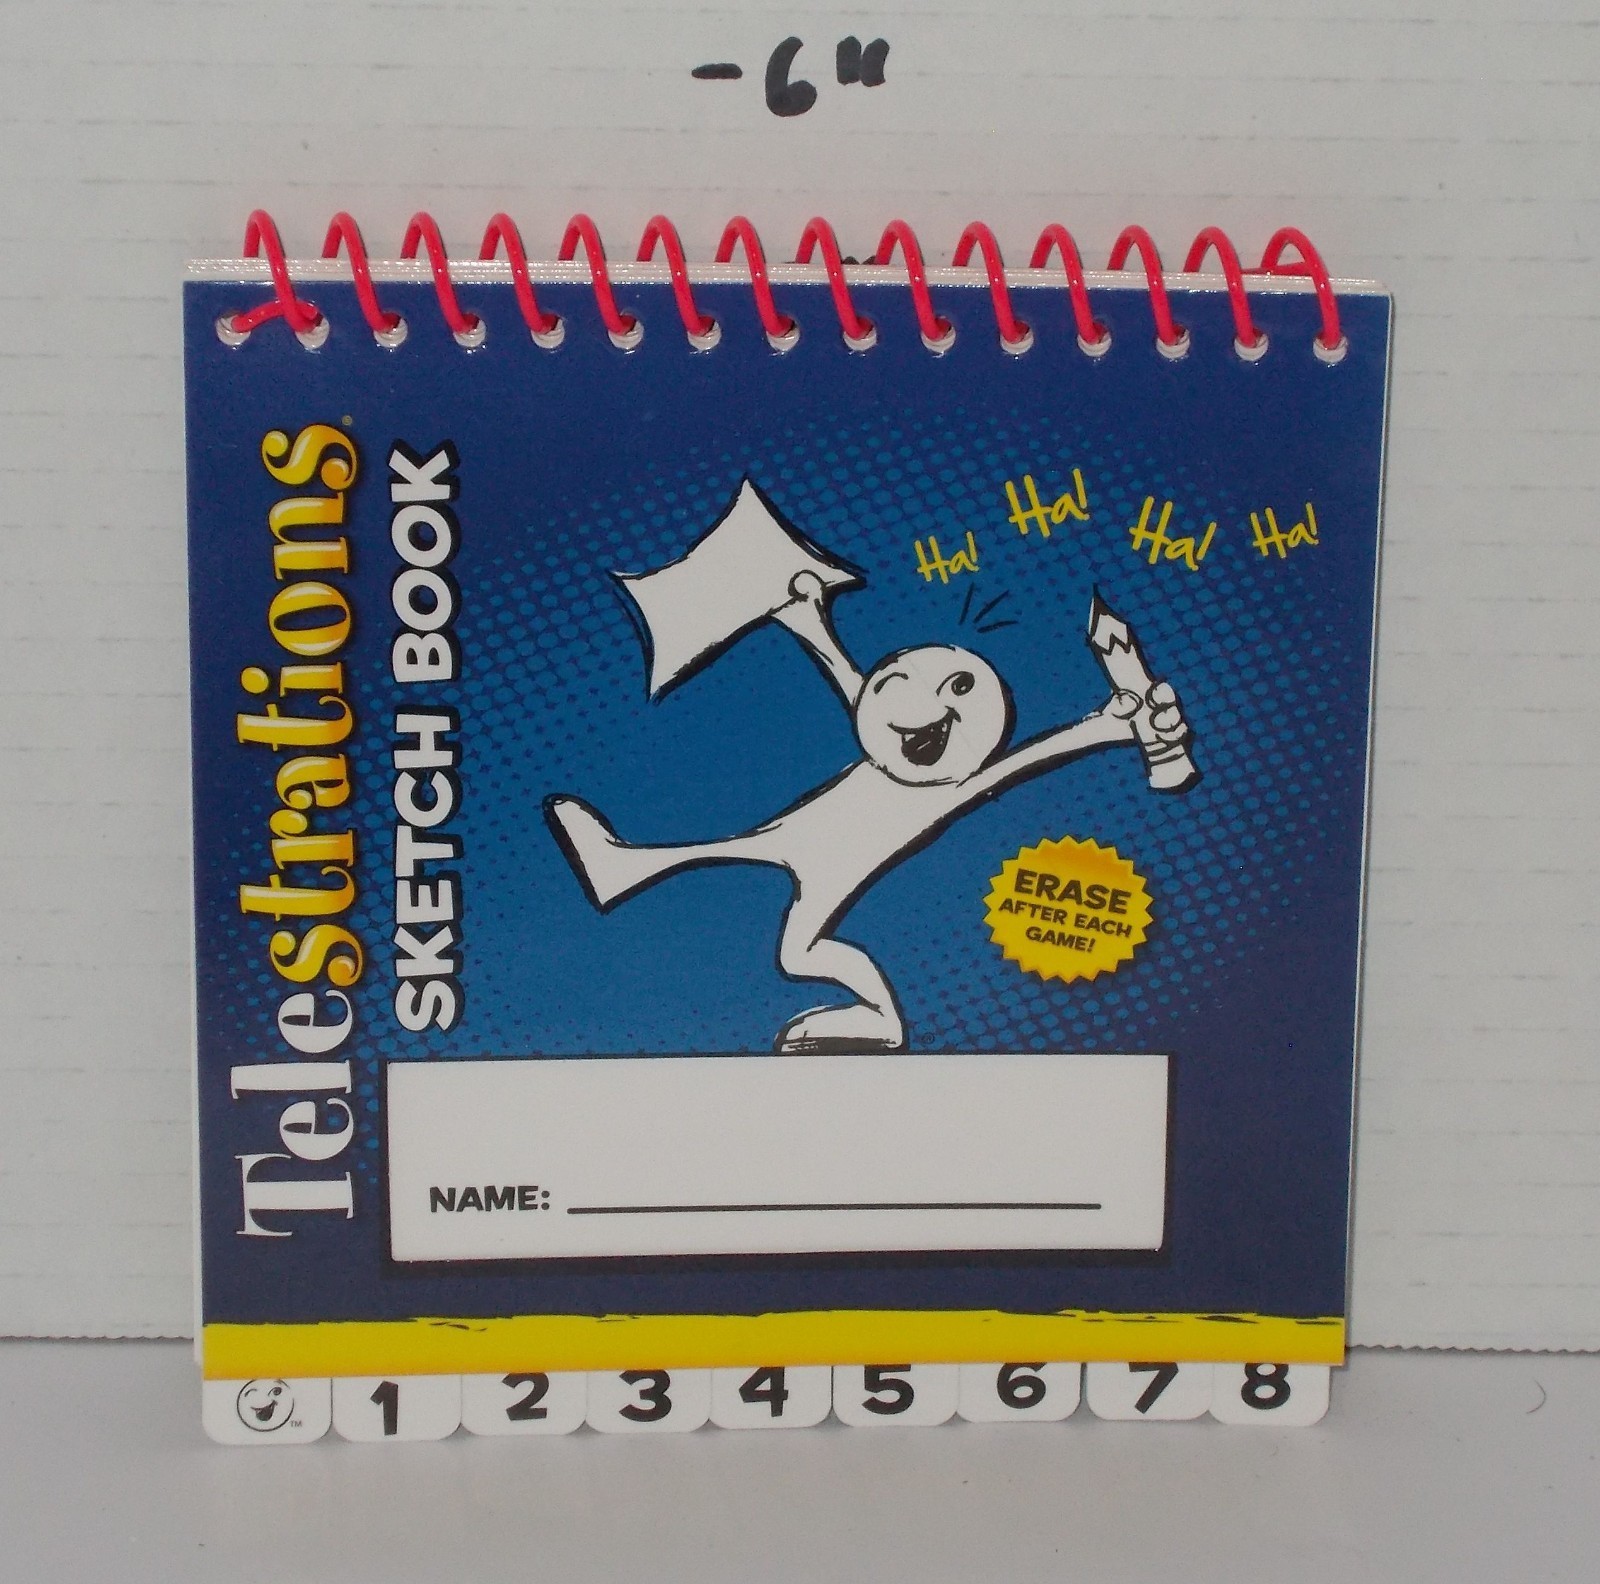 - 6"
Telestrations®
SKETCH BOOK
Ha! Ha! Ha! Ha!
ERASE
AFTER EACH
GAME!
®
NAME:
TM
1 2 3 4 5 6 7 8